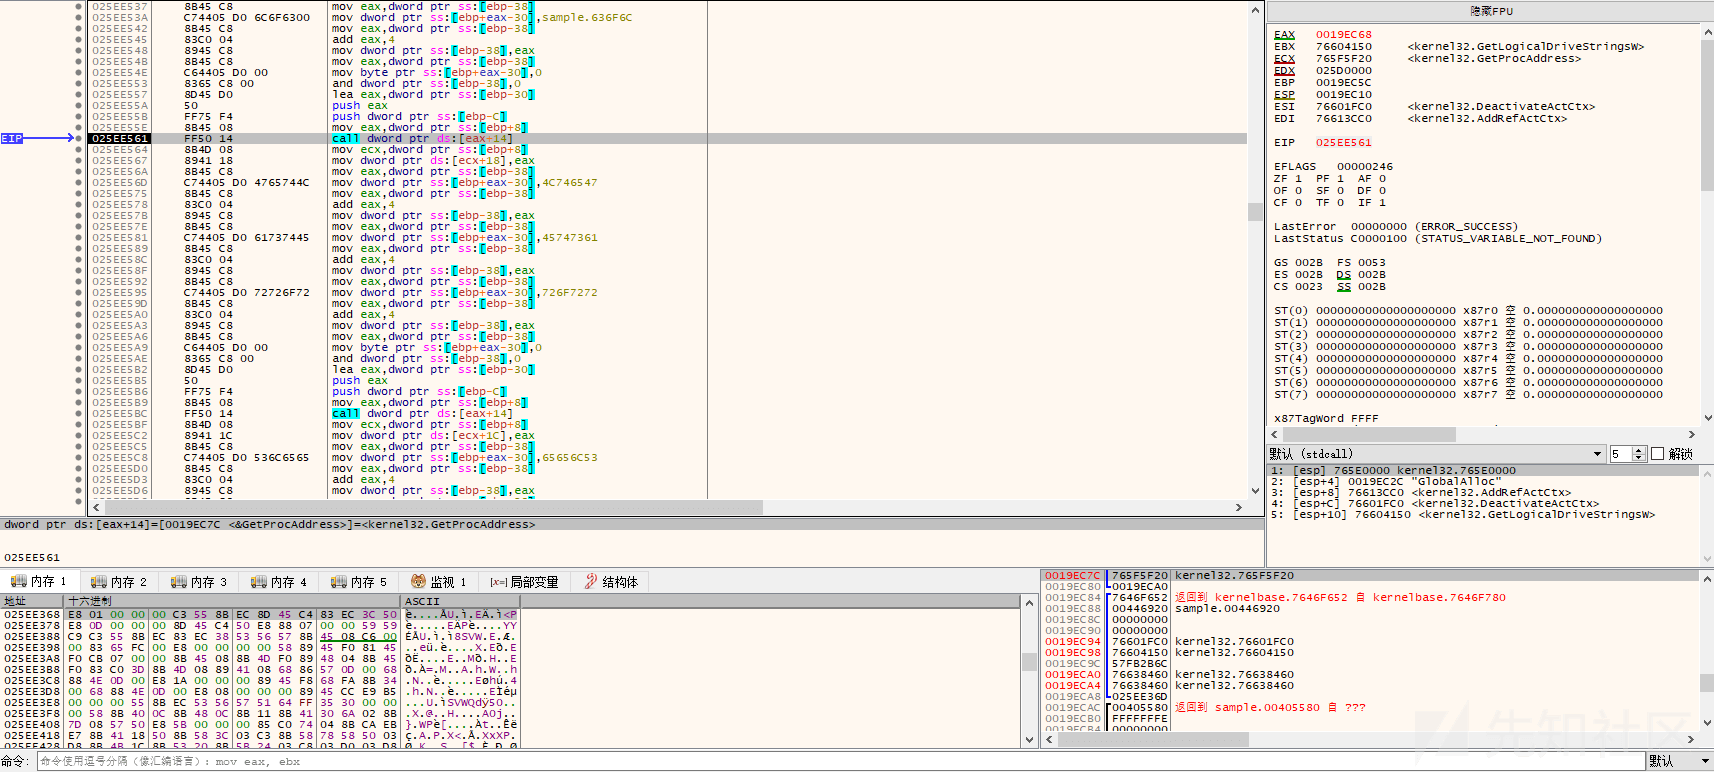 025EE537 8B45 C8 mov eax,dword ptr ss:[ebp-38]
025EE53A C74405 D0 6C6F6300 mov dword ptr ss:[ebp+eax-30],sample.636F6C
025EE542 8B45 C8 mov eax,dword ptr ss:[ebp-38]
025EE545 83C0 04 add eax,4
025EE548 8945 C8 mov dword ptr ss:[ebp-38],eax
025EE54B 8B45 C8 mov eax,dword ptr ss:[ebp-38]
025EE54E C64405 D0 00 mov byte ptr ss:[ebp+eax-30],0
025EE553 8365 C8 00 and dword ptr ss:[ebp-38],0
025EE557 8D45 D0 lea eax,dword ptr ss:[ebp-30]
025EE55A 50 push eax
025EE55B FF75 F4 push dword ptr ss:[ebp-C]
025EE55E 8B45 08 mov eax,dword ptr ss:[ebp+8]
EIP 025EE561 FF50 14 call dword ptr ds:[eax+14]
025EE564 8B4D 08 mov ecx,dword ptr ss:[ebp+8]
025EE567 8941 18 mov dword ptr ds:[ecx+18],eax
025EE56A 8B45 C8 mov eax,dword ptr ss:[ebp-38]
025EE56D C74405 D0 4765744C mov dword ptr ss:[ebp+eax-30],4C746547
025EE575 8B45 C8 mov eax,dword ptr ss:[ebp-38]
025EE578 83C0 04 add eax,4
025EE57B 8945 C8 mov dword ptr ss:[ebp-38],eax
025EE57E 8B45 C8 mov eax,dword ptr ss:[ebp-38]
025EE581 C74405 D0 61737445 mov dword ptr ss:[ebp+eax-30],45747361
025EE589 8B45 C8 mov eax,dword ptr ss:[ebp-38]
025EE58C 83C0 04 add eax,4
025EE58F 8945 C8 mov dword ptr ss:[ebp-38],eax
025EE592 8B45 C8 mov eax,dword ptr ss:[ebp-38]
025EE595 C74405 D0 72726F72 mov dword ptr ss:[ebp+eax-30],726F7272
025EE59D 8B45 C8 mov eax,dword ptr ss:[ebp-38]
025EE5A0 83C0 04 add eax,4
025EE5A3 8945 C8 mov dword ptr ss:[ebp-38],eax
025EE5A6 8B45 C8 mov eax,dword ptr ss:[ebp-38]
025EE5A9 C64405 D0 00 mov byte ptr ss:[ebp+eax-30],0
025EE5AE 8365 C8 00 and dword ptr ss:[ebp-38],0
025EE5B2 8D45 D0 lea eax,dword ptr ss:[ebp-30]
025EE5B5 50 push eax
025EE5B6 FF75 F4 push dword ptr ss:[ebp-C]
025EE5B9 8B45 08 mov eax,dword ptr ss:[ebp+8]
025EE5BC FF50 14 call dword ptr ds:[eax+14]
025EE5BF 8B4D 08 mov ecx,dword ptr ss:[ebp+8]
025EE5C2 8941 1C mov dword ptr ds:[ecx+1C],eax
025EE5C5 8B45 C8 mov eax,dword ptr ss:[ebp-38]
025EE5C8 C74405 D0 536C6565 mov dword ptr ss:[ebp+eax-30],65656C53
025EE5D0 8B45 C8 mov eax,dword ptr ss:[ebp-38]
025EE5D3 83C0 04 add eax,4
025EE5D6 8945 C8 mov dword ptr ss:[ebp-38],eax
dword ptr ds:[eax+14]=[0019EC7C <&GetProcAddress>]=<kernel32.GetProcAddress>
025EE561
隐藏FPU
EAX 0019EC68
EBX 76604150 <kernel32.GetLogicalDriveStringsW>
ECX 765F5F20 <kernel32.GetProcAddress>
EDX 025D0000
EBP 0019EC5C
ESP 0019EC10
ESI 76601FC0 <kernel32.DeactivateActCtx>
EDI 76613CC0 <kernel32.AddRefActCtx>
EIP 025EE561
EFLAGS 00000246
ZF 1 PF 1 AF 0
OF 0 SF 0 DF 0
CF 0 TF 0 IF 1
LastError 00000000 (ERROR_SUCCESS)
LastStatus C0000100 (STATUS_VARIABLE_NOT_FOUND)
GS 002B FS 0053
ES 002B DS 002B
CS 0023 SS 002B
ST(0) 00000000000000000000 x87r0 空 0.000000000000000000
ST(1) 00000000000000000000 x87r1 空 0.000000000000000000
ST(2) 00000000000000000000 x87r2 空 0.000000000000000000
ST(3) 00000000000000000000 x87r3 空 0.000000000000000000
ST(4) 00000000000000000000 x87r4 空 0.000000000000000000
ST(5) 00000000000000000000 x87r5 空 0.000000000000000000
ST(6) 00000000000000000000 x87r6 空 0.000000000000000000
ST(7) 00000000000000000000 x87r7 空 0.000000000000000000
x87TagWord FFFF
默认 (stdcall) 5 解锁
1: [esp] 765E0000 kernel32.765E0000
2: [esp+4] 0019EC2C "GlobalAlloc"
3: [esp+8] 76613CC0 <kernel32.AddRefActCtx>
4: [esp+C] 76601FC0 <kernel32.DeactivateActCtx>
5: [esp+10] 76604150 <kernel32.GetLogicalDriveStringsW>
内存 1 内存 2 内存 3 内存 4 内存 5 监视 1 [x=] 局部变量 结构体
地址 十六进制 ASCII
025EE368 E8 01 00 00 00 C3 55 8B EC 8D 45 C4 83 EC 3C 50 è....ÃU.ì.EÄ.ì<P
025EE378 E8 0D 00 00 00 8D 45 C4 50 E8 88 07 00 00 59 59 è.....EÄPè....YY
025EE388 C9 C3 55 8B EC 83 EC 38 53 56 57 8B 45 08 C6 00 ÉÃU.ì.ì8SVW.E.Æ.
025EE398 00 83 65 FC 00 E8 00 00 00 00 58 89 45 F0 81 45 ..eü.è....X.Eð.E
025EE3A8 F0 CB 07 00 00 8B 45 08 8B 4D F0 89 48 04 8B 45 ðË....E..Mð.H..E
025EE3B8 F0 83 C0 3D 8B 4D 08 89 41 08 68 86 57 0D 00 68 ð.À=.M..A.h.W..h
025EE3C8 88 4E 0D 00 E8 1A 00 00 00 89 45 F8 68 FA 8B 34 .N..è.....Eøhú.4
025EE3D8 00 68 88 4E 0D 00 E8 08 00 00 00 89 45 CC E9 B5 .h.N..è.....EÌéµ
025EE3E8 00 00 00 55 8B EC 53 56 57 51 64 FF 35 30 00 00 ...U.ìSVWQdÿ50..
025EE3F8 00 58 8B 40 0C 8B 48 0C 8B 11 8B 41 30 6A 02 8B .X.@..H....A0j..
025EE408 7D 08 57 50 E8 5B 00 00 00 85 C0 74 04 8B CA EB }.WPè[....Àt..Êë
025EE418 E7 8B 41 18 50 8B 58 3C 03 C3 8B 58 78 58 50 03 ç.A.P.X<.Ã.XxXP.
0019EC7C 765F5F20 kernel32.765F5F20
0019EC80 0019ECA0
0019EC84 7646F652 返回到 kernelbase.7646F652 自 kernelbase.7646F780
0019EC88 00446920 sample.00446920
0019EC8C 00000000
0019EC90 00000000
0019EC94 76601FC0 kernel32.76601FC0
0019EC98 76604150 kernel32.76604150
0019EC9C 57FB2B6C
0019ECA0 76638460 kernel32.76638460
0019ECA4 76638460 kernel32.76638460
0019ECA8 025EE36D
0019ECAC 00405580 返回到 sample.00405580 自 ???
0019ECB0 FFFFFFFE
0019ECB4 00000000
先知社区
命令: 命令使用逗号分隔（像汇编语言）: mov eax, ebx 默认